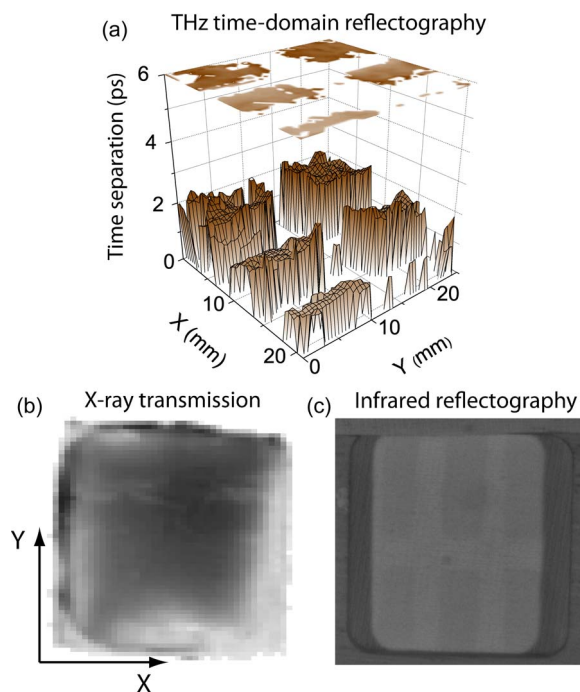 THz time-domain reflectography
(a)
Time separation (ps)
6
4
2
0
X (mm)
10
20
Y (mm)
0
10
20
(b)
X-ray transmission
Y
X
(c)
Infrared reflectography